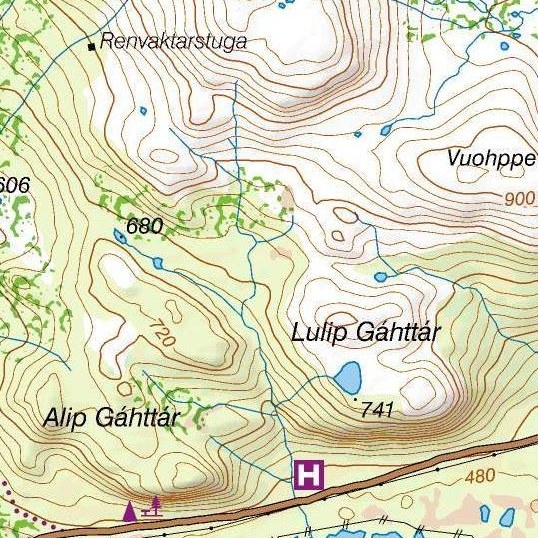 Renvaktarstuga
Vuohppe
606
900
680
720
Lulip Gáhttár
741
Alip Gáhttár
H
480